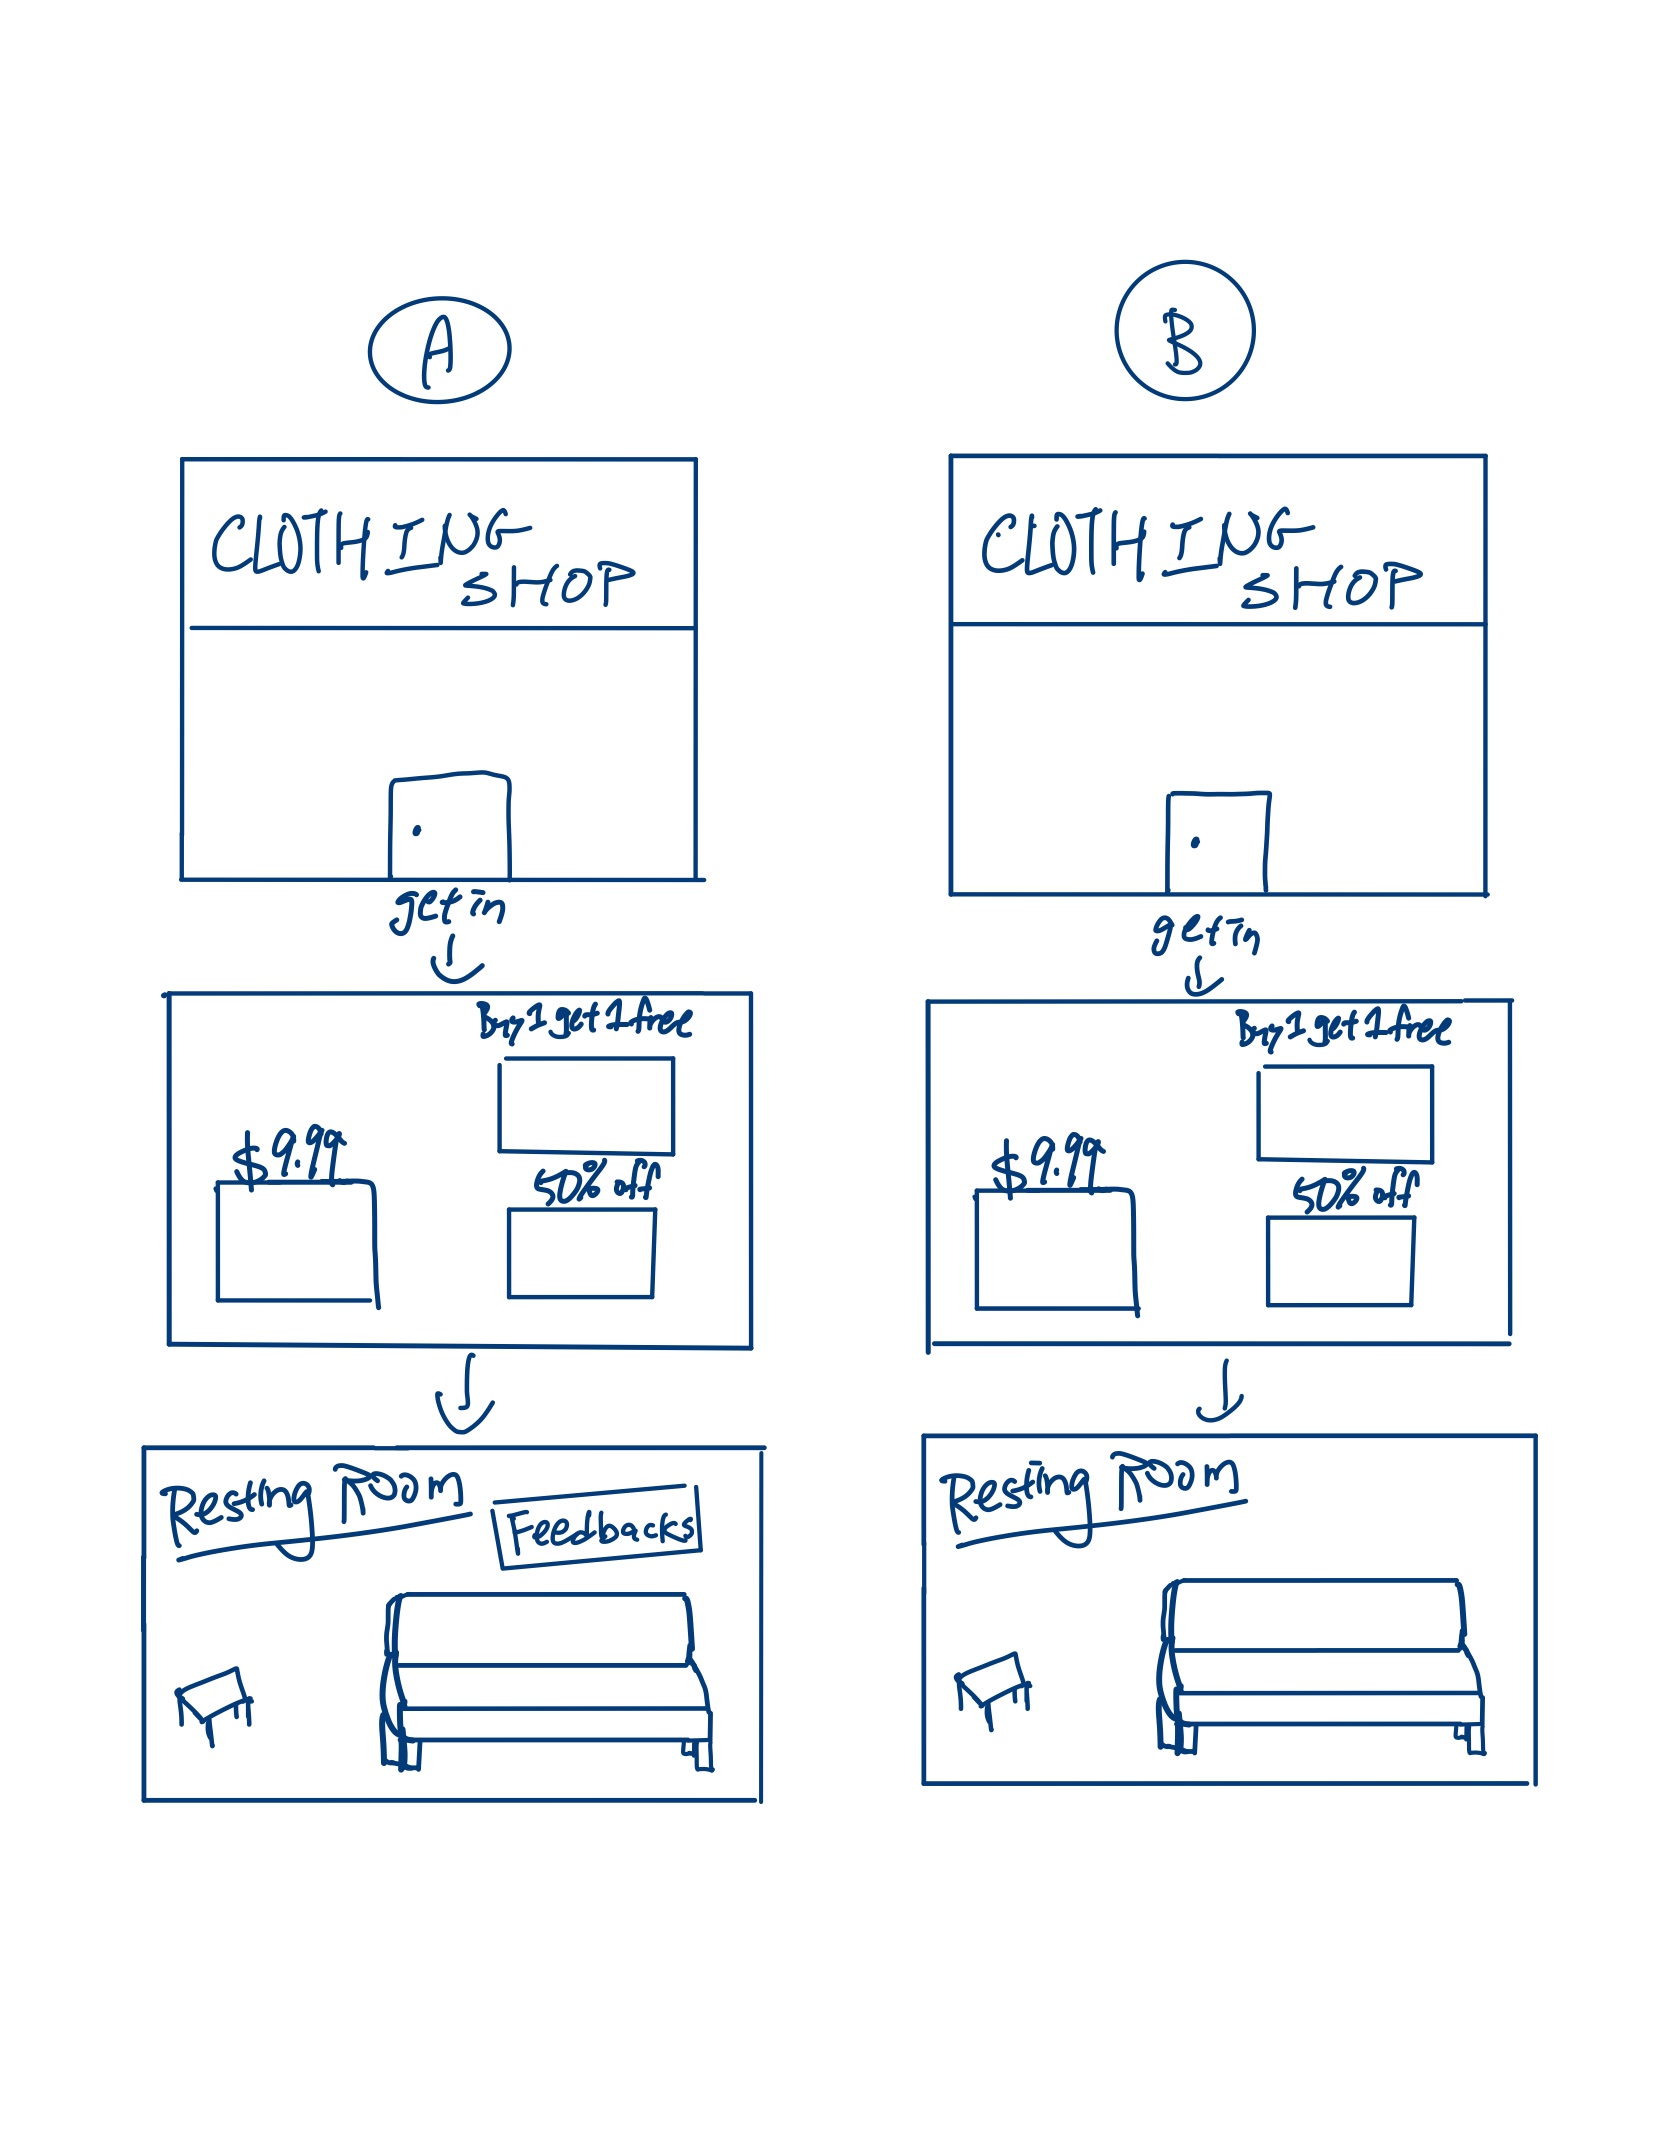 A
CLOTHING
SHOP
get in
Buy 1 get 1 free
$9.99
50% off
Resting Room
Feedbacks
B
CLOTHING
SHOP
get in
Buy 1 get 1 free
$9.99
50% off
Resting Room